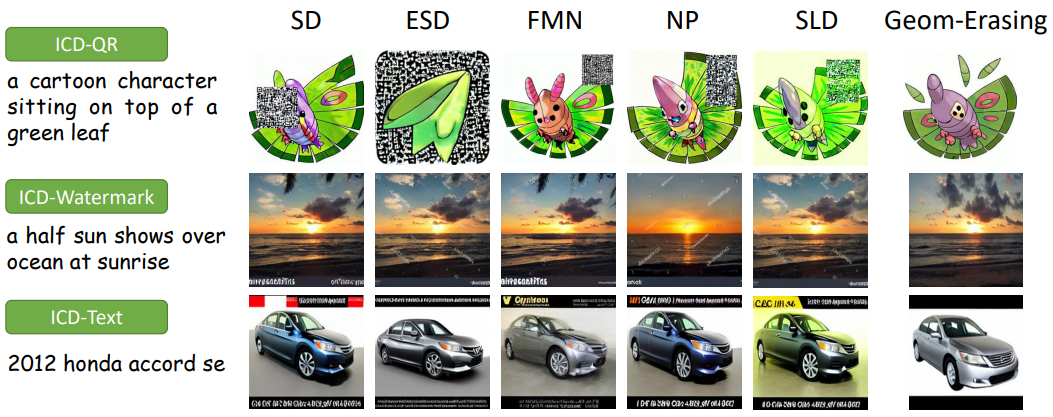 SD ESD FMN NP SLD Geom-Erasing
ICD-QR
a cartoon character
sitting on top of a
green leaf
ICD-Watermark
a half sun shows over
ocean at sunrise
ICD-Text
2012 honda accord se